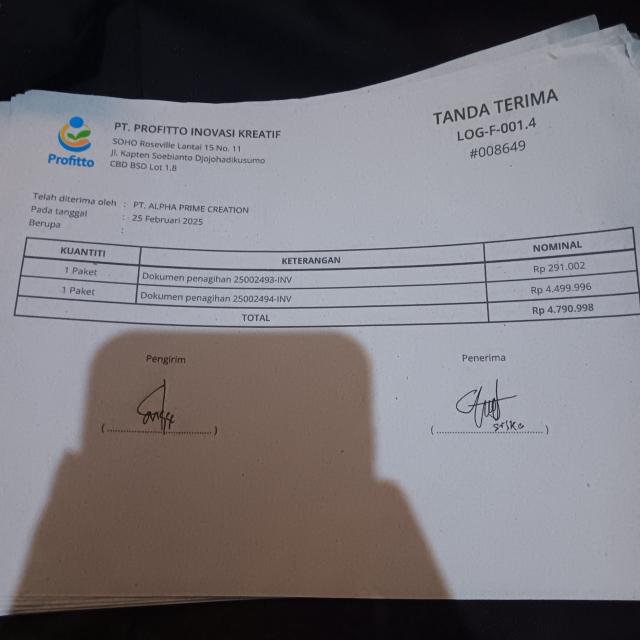 Profitto
PT. PROFITTO INOVASI KREATIF
SOHO Roseville Lantai 15 No. 11
Jl. Kapten Soebianto Djojohadikusumo
CBD BSD Lot 1.8
TANDA TERIMA
LOG-F-001.4
#008649
Telah diterima oleh : PT. ALPHA PRIME CREATION
Pada tanggal : 25 Februari 2025
Berupa :
KUANTITI KETERANGAN NOMINAL
1 Paket Dokumen penagihan 25002493-INV Rp 291.002
1 Paket Dokumen penagihan 25002494-INV Rp 4.499.996
TOTAL Rp 4.790.998
Pengirim Penerima
(..............................) (..............................)
Siska